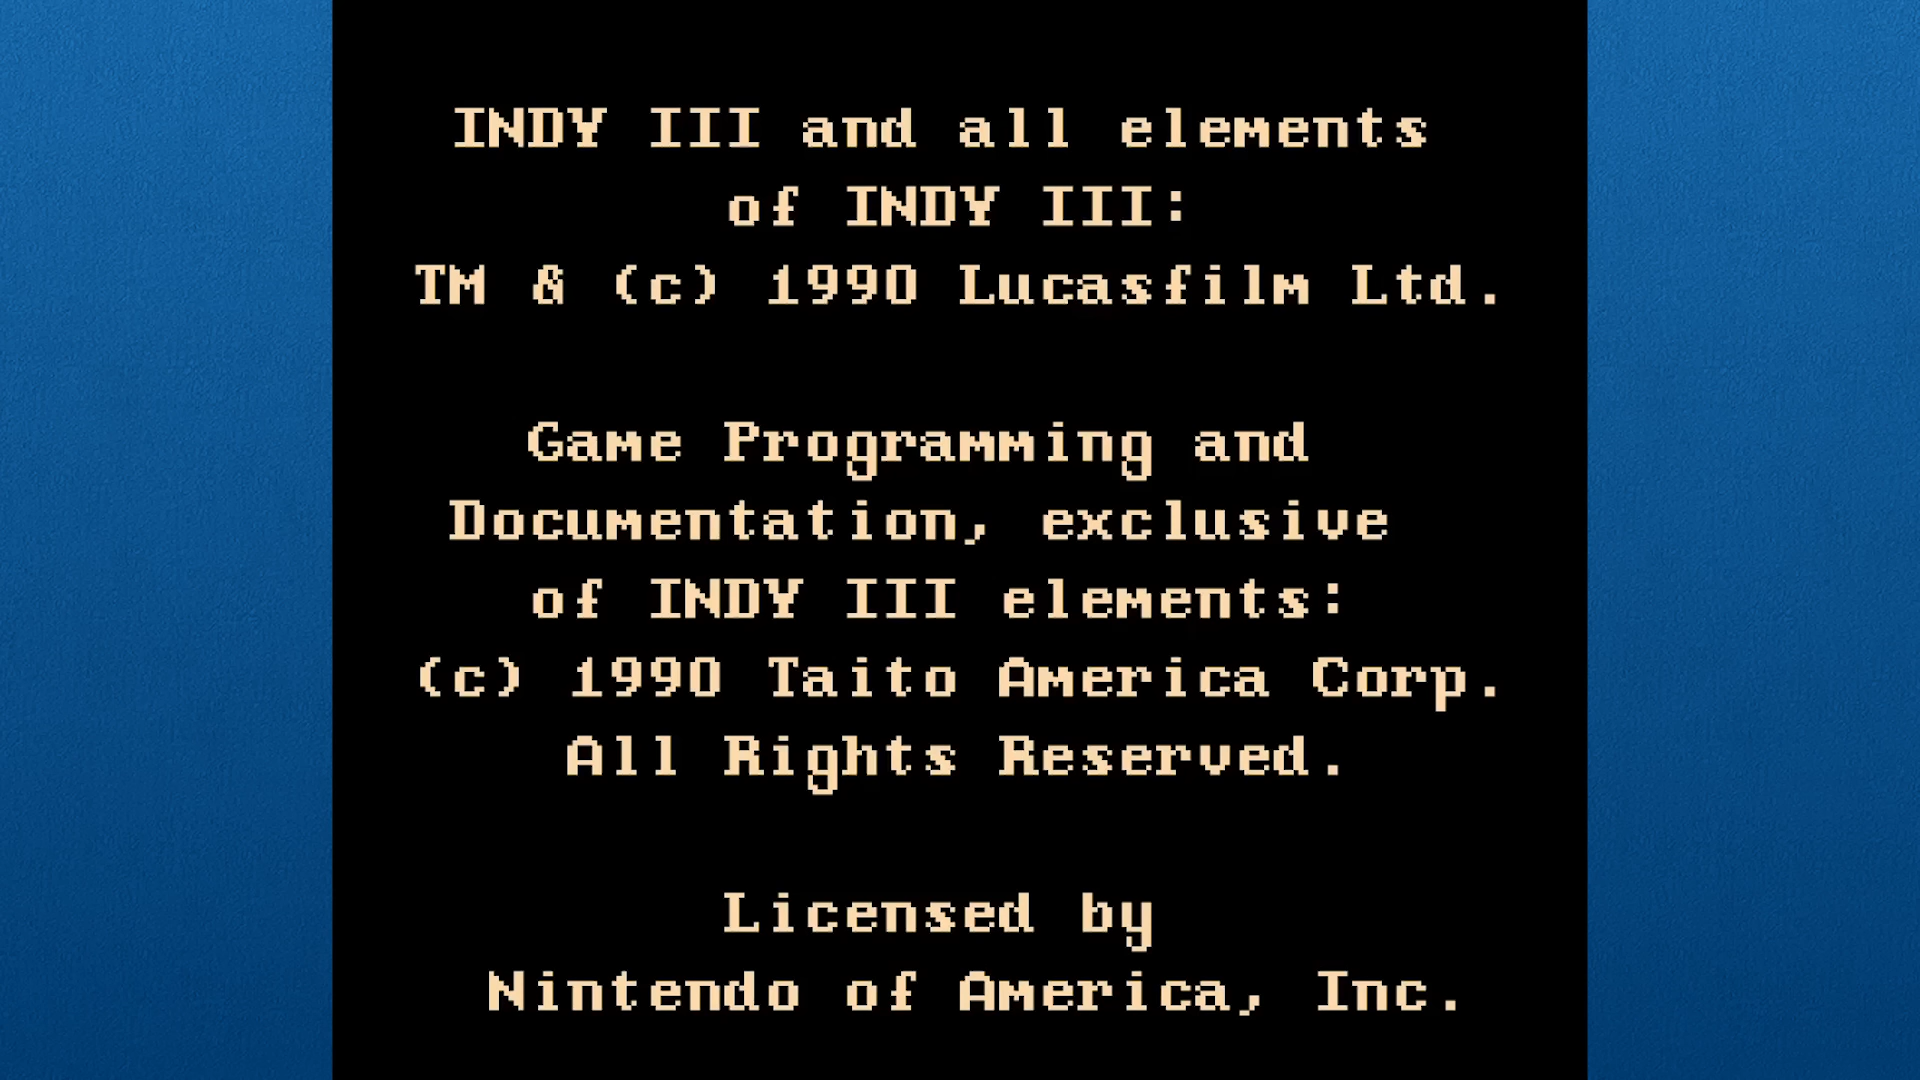 INDY III and all elements
of INDY III:
TM & (c) 1990 Lucasfilm Ltd.
Game Programming and
Documentation, exclusive
of INDY III elements:
(c) 1990 Taito America Corp.
All Rights Reserved.
Licensed by
Nintendo of America, Inc.